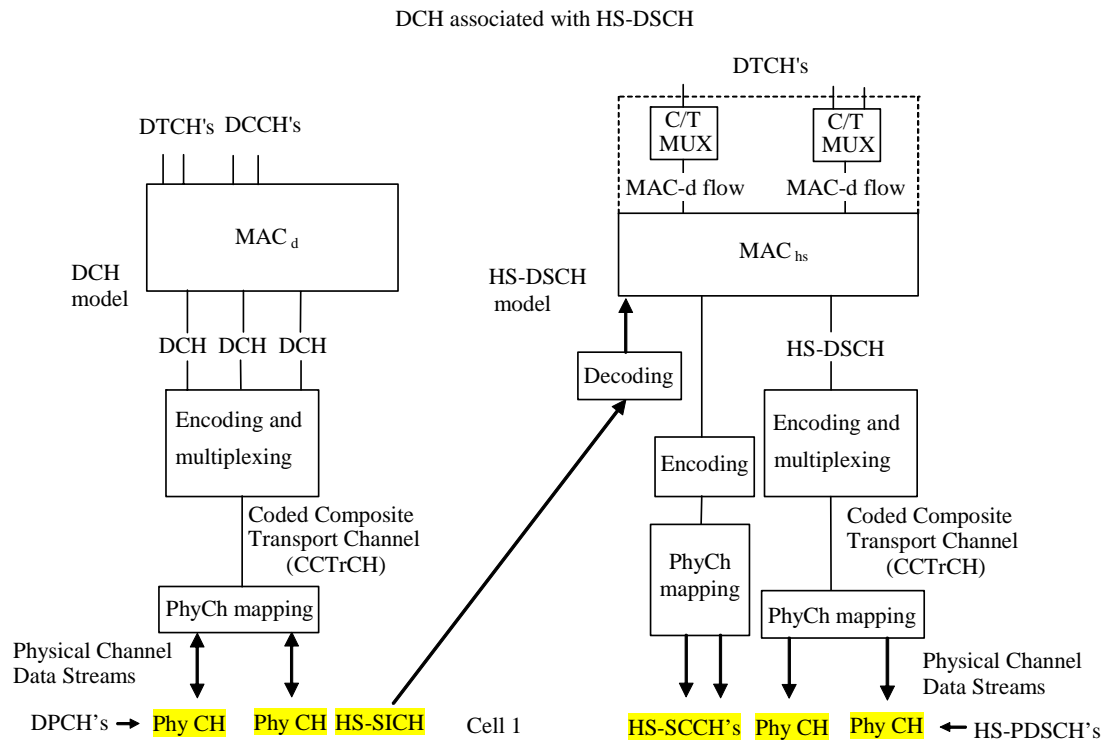 DCH associated with HS-DSCH
DTCH's
C/T
MUX
C/T
MUX
MAC-d flow
MAC-d flow
DTCH's DCCH's
MAC d
MAC hs
DCH
model
HS-DSCH
model
DCH DCH DCH
HS-DSCH
Decoding
Encoding and
multiplexing
Encoding
Encoding and
multiplexing
Coded Composite
Transport Channel
(CCTrCH)
Coded Composite
Transport Channel
(CCTrCH)
PhyCh
mapping
PhyCh mapping
PhyCh mapping
Physical Channel
Data Streams
Physical Channel
Data Streams
DPCH’s Phy CH Phy CH HS-SICH Cell 1 HS-SCCH's Phy CH Phy CH HS-PDSCH's